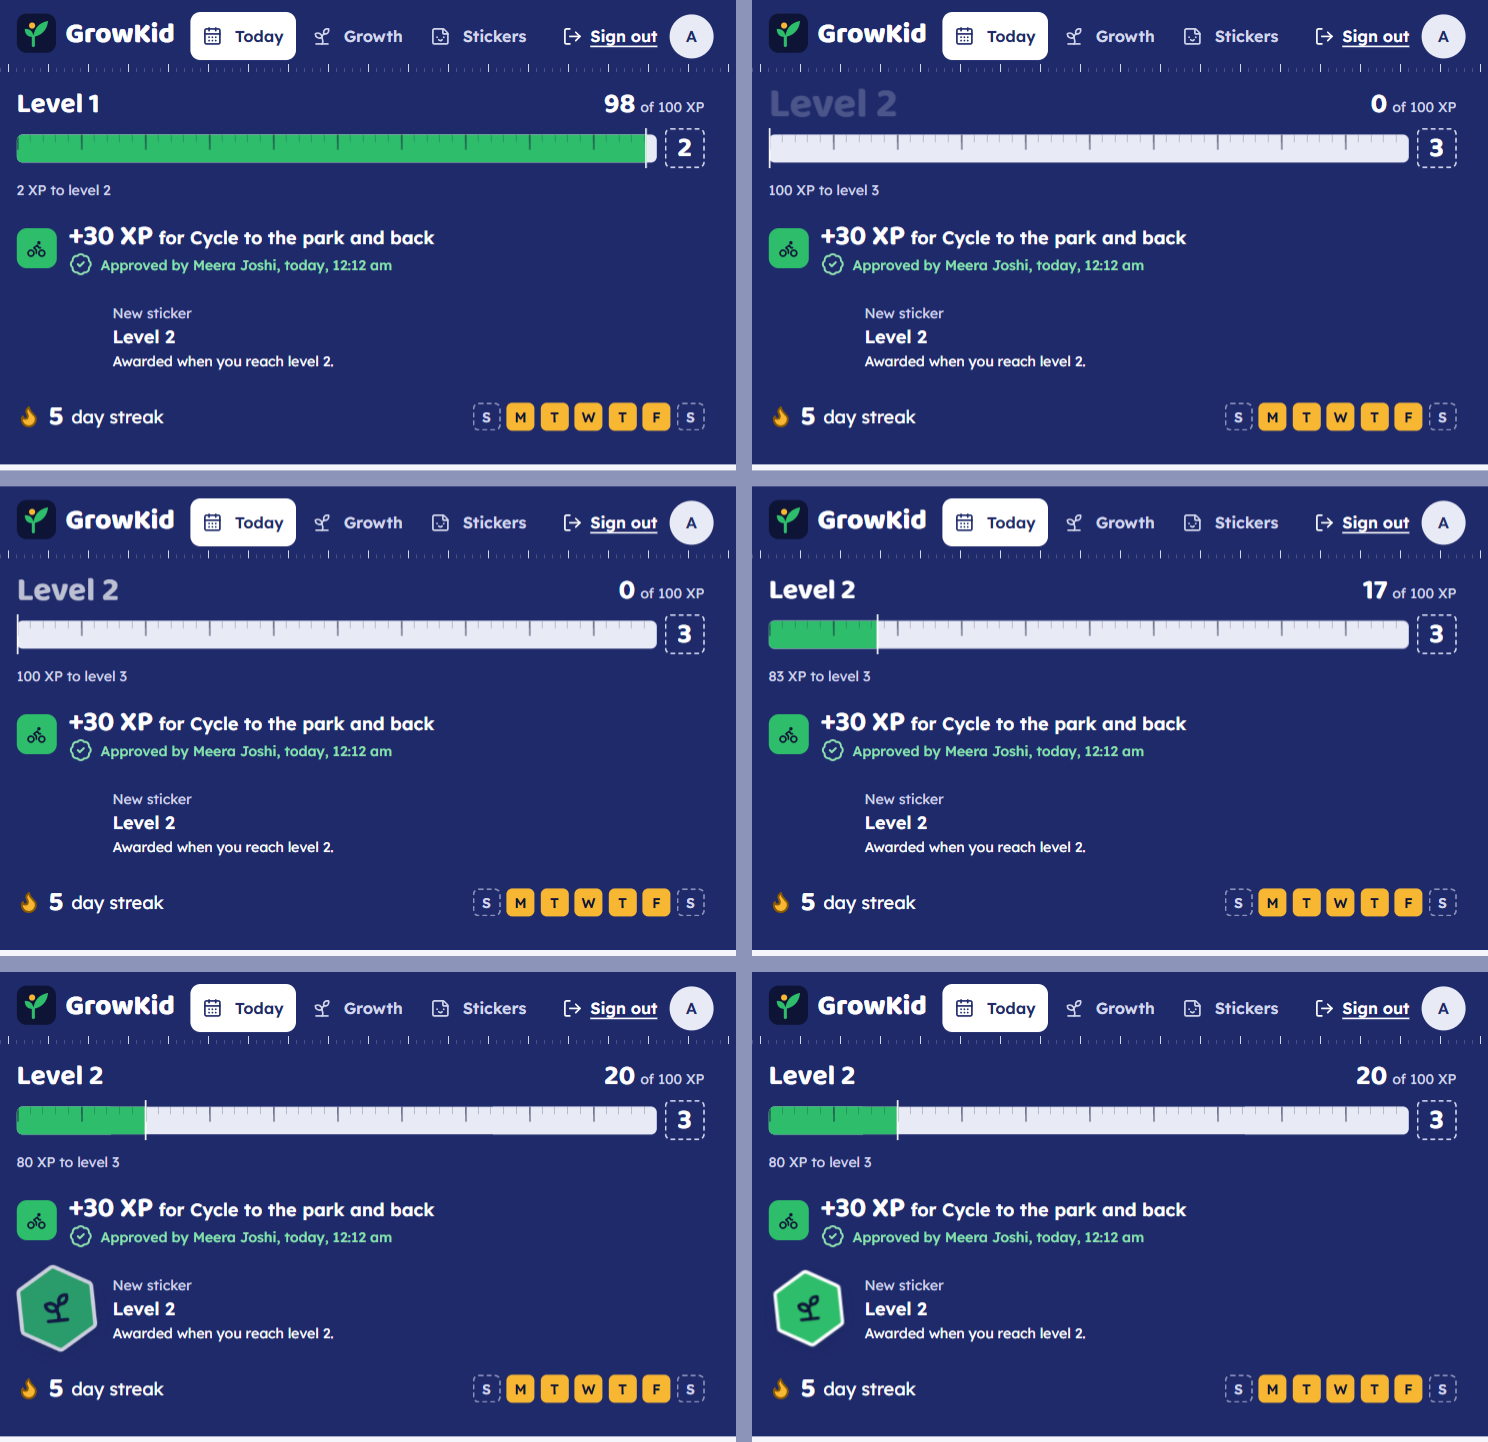 GrowKid Today Growth Stickers Sign out A
Level 1 98 of 100 XP
2
2 XP to level 2
+30 XP for Cycle to the park and back
Approved by Meera Joshi, today, 12:12 am
New sticker
Level 2
Awarded when you reach level 2.
5 day streak S M T W T F S
GrowKid Today Growth Stickers Sign out A
Level 2 0 of 100 XP
3
100 XP to level 3
+30 XP for Cycle to the park and back
Approved by Meera Joshi, today, 12:12 am
New sticker
Level 2
Awarded when you reach level 2.
5 day streak S M T W T F S
GrowKid Today Growth Stickers Sign out A
Level 2 0 of 100 XP
3
100 XP to level 3
+30 XP for Cycle to the park and back
Approved by Meera Joshi, today, 12:12 am
New sticker
Level 2
Awarded when you reach level 2.
5 day streak S M T W T F S
GrowKid Today Growth Stickers Sign out A
Level 2 17 of 100 XP
3
83 XP to level 3
+30 XP for Cycle to the park and back
Approved by Meera Joshi, today, 12:12 am
New sticker
Level 2
Awarded when you reach level 2.
5 day streak S M T W T F S
GrowKid Today Growth Stickers Sign out A
Level 2 20 of 100 XP
3
80 XP to level 3
+30 XP for Cycle to the park and back
Approved by Meera Joshi, today, 12:12 am
New sticker
Level 2
Awarded when you reach level 2.
5 day streak S M T W T F S
GrowKid Today Growth Stickers Sign out A
Level 2 20 of 100 XP
3
80 XP to level 3
+30 XP for Cycle to the park and back
Approved by Meera Joshi, today, 12:12 am
New sticker
Level 2
Awarded when you reach level 2.
5 day streak S M T W T F S